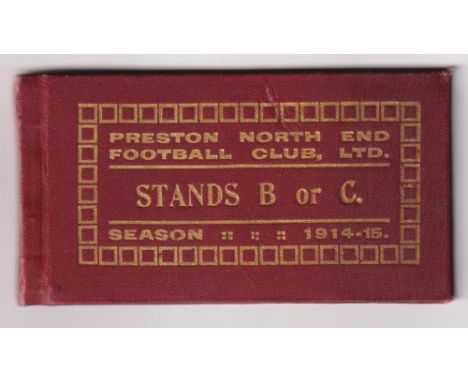 PRESTON NORTH END
FOOTBALL CLUB, LTD.
STANDS B or C.
SEASON :: :: :: 1914-15.